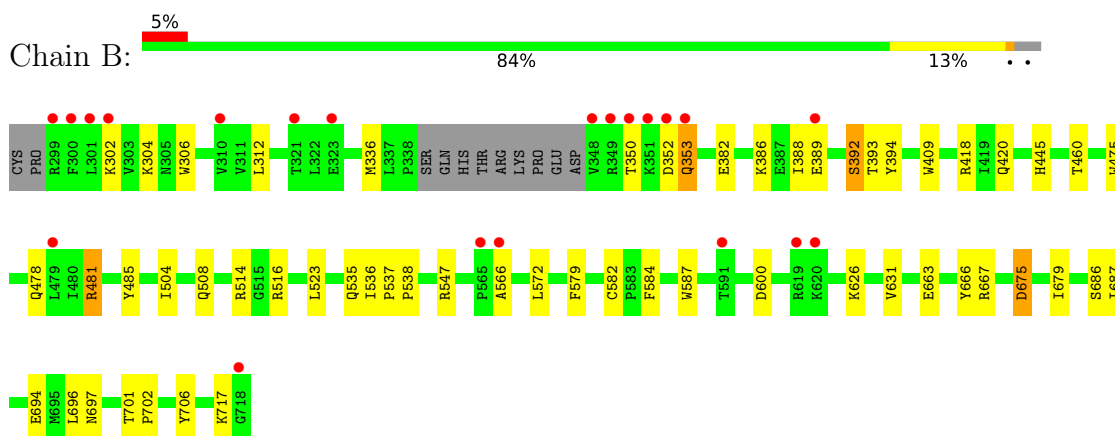 5%
Chain B:
84% 13% • •
CYS PRO R299 F300 L301 K302 V303 K304 N305 W306 V310 V311 L312 T321 L322 E323 M336 L337 P338 SER GLN HIS THR ARG LYS PRO GLU ASP V348 R349 T350 K351 D352 Q353 E382 K386 E387 I388 E389 S392 T393 Y394 W409 R418 I419 Q420 H445 T460 W475
Q478 L479 I480 R481 Y485 I504 Q508 R514 G515 R516 L523 Q535 I536 P537 P538 R547 P565 A566 L572 F579 C582 P583 F584 W587 T591 D600 R619 K620 K626 V631 E663 Y666 R667 D675 I679 S686
E694 M695 L696 N697 T701 P702 Y706 K717 G718